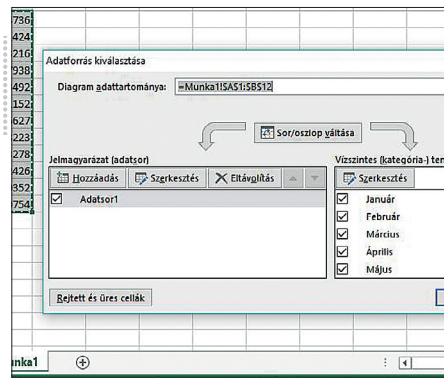 736
424
216
938
492
152
627
223
278
426
352
754
Adatforrás kiválasztása
Diagram adattartománya: =Munka1!$A$1:$B$12
Sor/oszlop váltása
Jelmagyarázat (adatsor)
Hozzáadás Szerkesztés Eltávolítás
Adatsor1
Vízszintes (kategória-) ten
Szerkesztés
Január
Február
Március
Április
Május
Rejtett és üres cellák
unka1